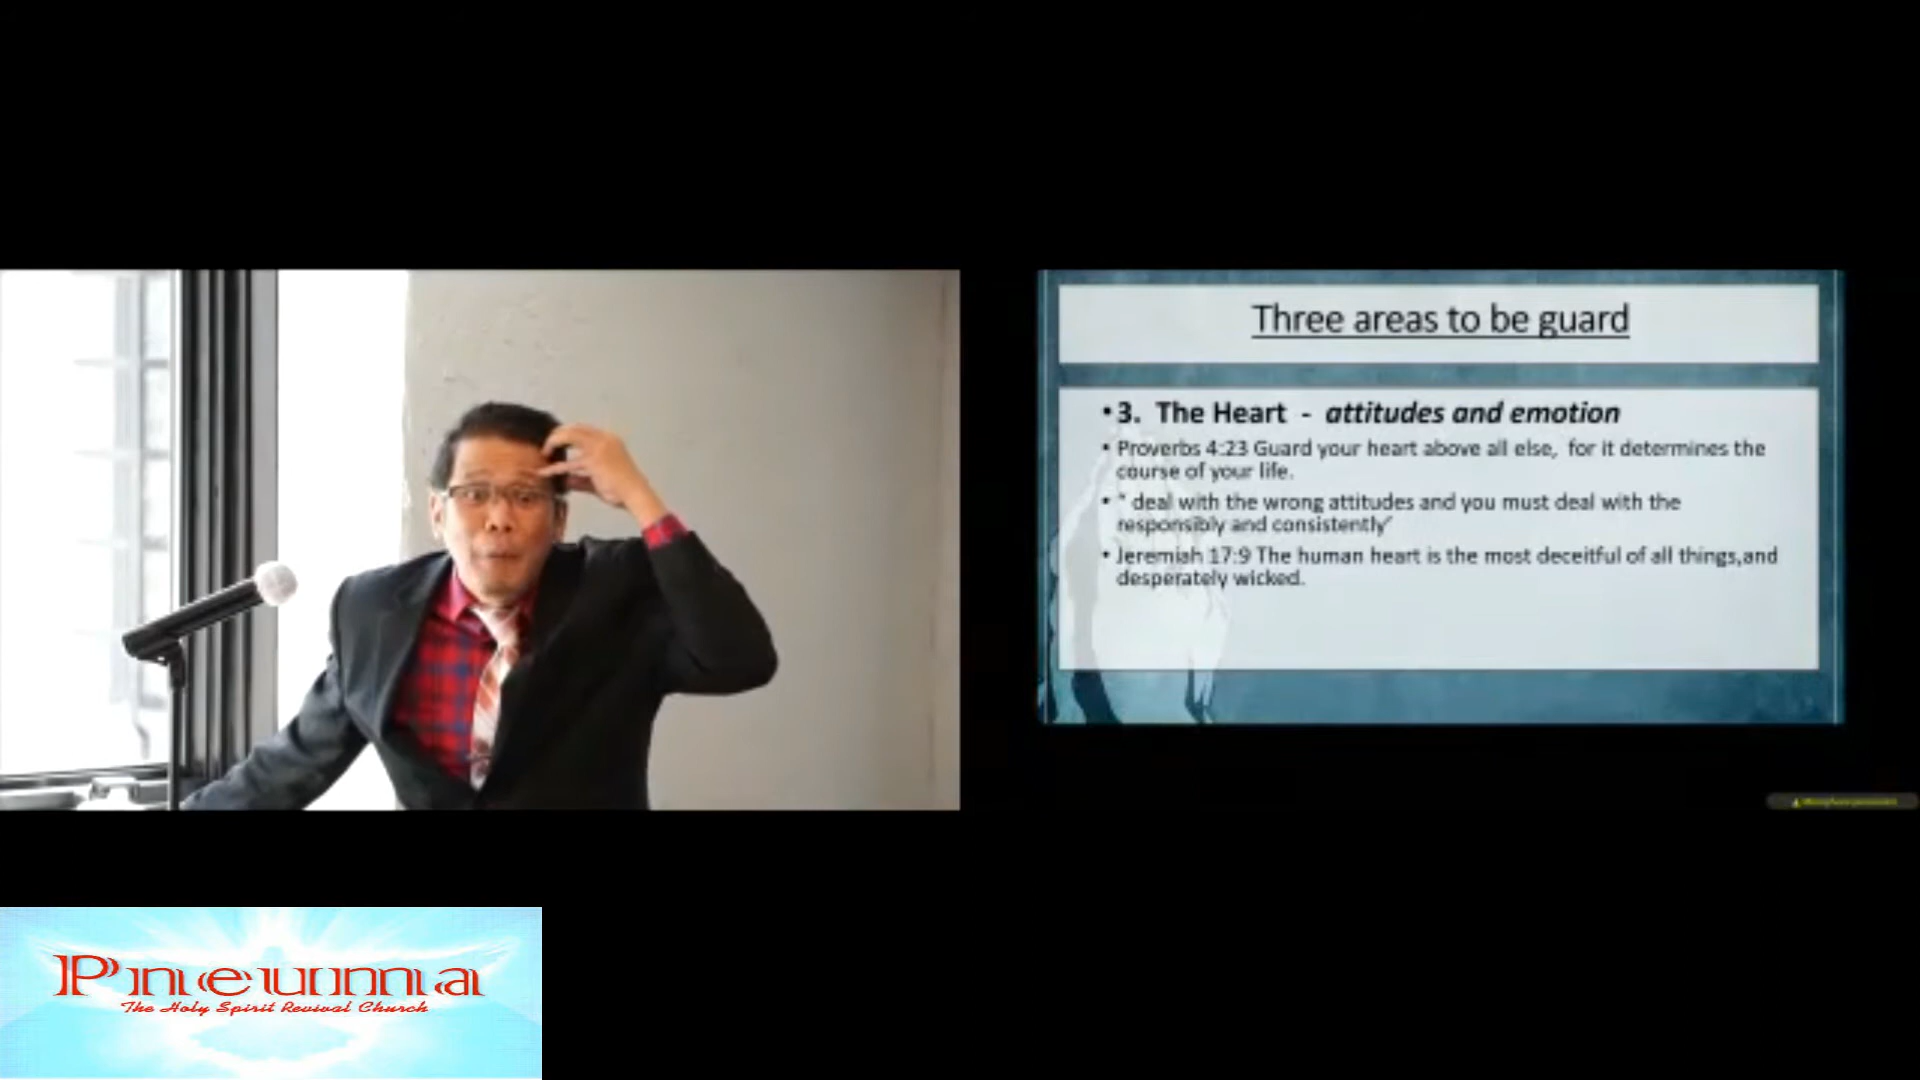 Three areas to be guard
• 3. The Heart - attitudes and emotion
• Proverbs 4:23 Guard your heart above all else, for it determines the
course of your life.
• " deal with the wrong attitudes and you must deal with the
responsibly and consistently"
• Jeremiah 17:9 The human heart is the most deceitful of all things,and
desperately wicked.
Pneuma
The Holy Spirit Revival Church